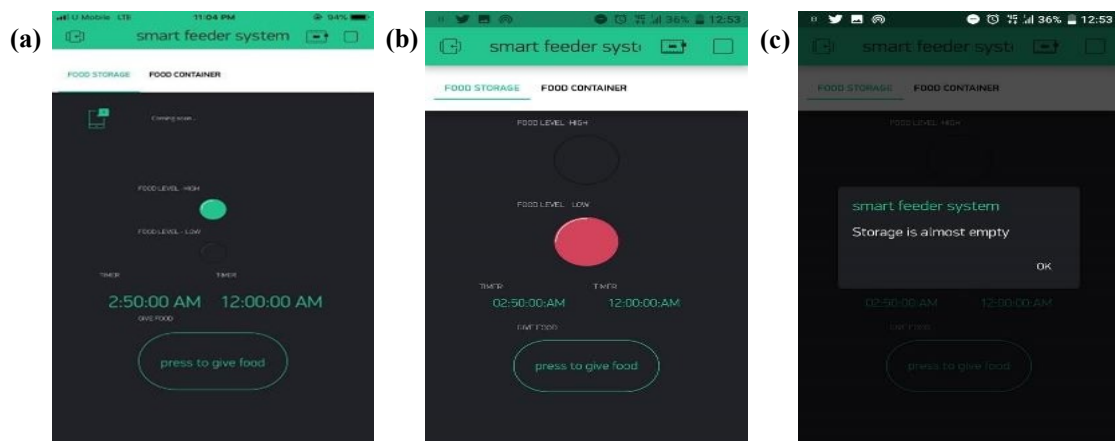 (a)
U Mobile LTE 11:04 PM 94%
smart feeder system
FOOD STORAGE FOOD CONTAINER
Coming soon..
FOOD LEVEL -HIGH
FOOD LEVEL - LOW
TIMER TIMER
2:50:00 AM 12:00:00 AM
GIVE FOOD
press to give food
(b)
36% 12:53
smart feeder syst
FOOD STORAGE FOOD CONTAINER
FOOD LEVEL -HIGH
FOOD LEVEL - LOW
TIMER TIMER
02:50:00:AM 12:00:00:AM
GIVE FOOD
press to give food
(c)
36% 12:53
smart feeder syst
FOOD STORAGE FOOD CONTAINER
FOOD LEVEL -HIGH
smart feeder system
Storage is almost empty
OK
02:50:00:AM 12:00:00:AM
GIVE FOOD
press to give food